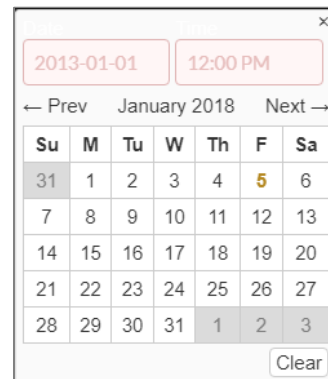 ×
Date Time
2013-01-01 12:00 PM
← Prev January 2018 Next →
Su M Tu W Th F Sa
31 1 2 3 4 5 6
7 8 9 10 11 12 13
14 15 16 17 18 19 20
21 22 23 24 25 26 27
28 29 30 31 1 2 3
Clear